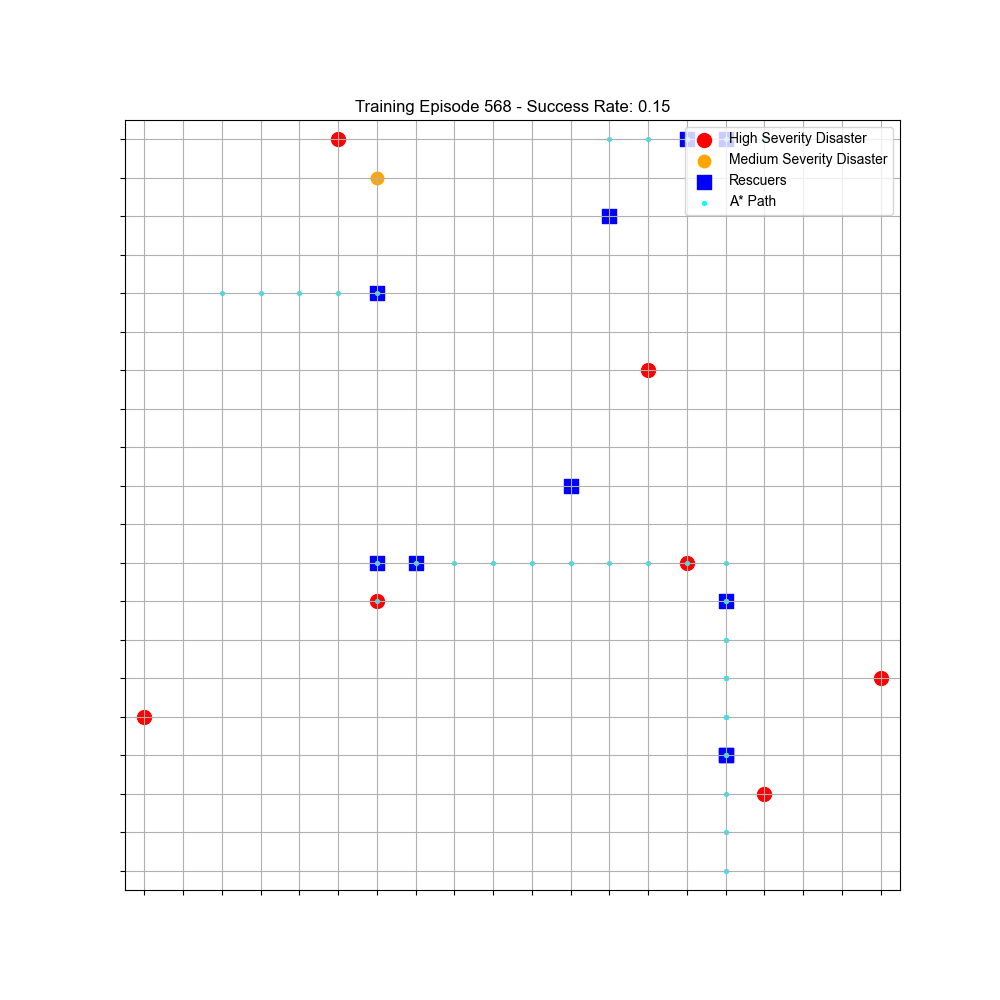 Training Episode 568 - Success Rate: 0.15
High Severity Disaster
Medium Severity Disaster
Rescuers
A* Path